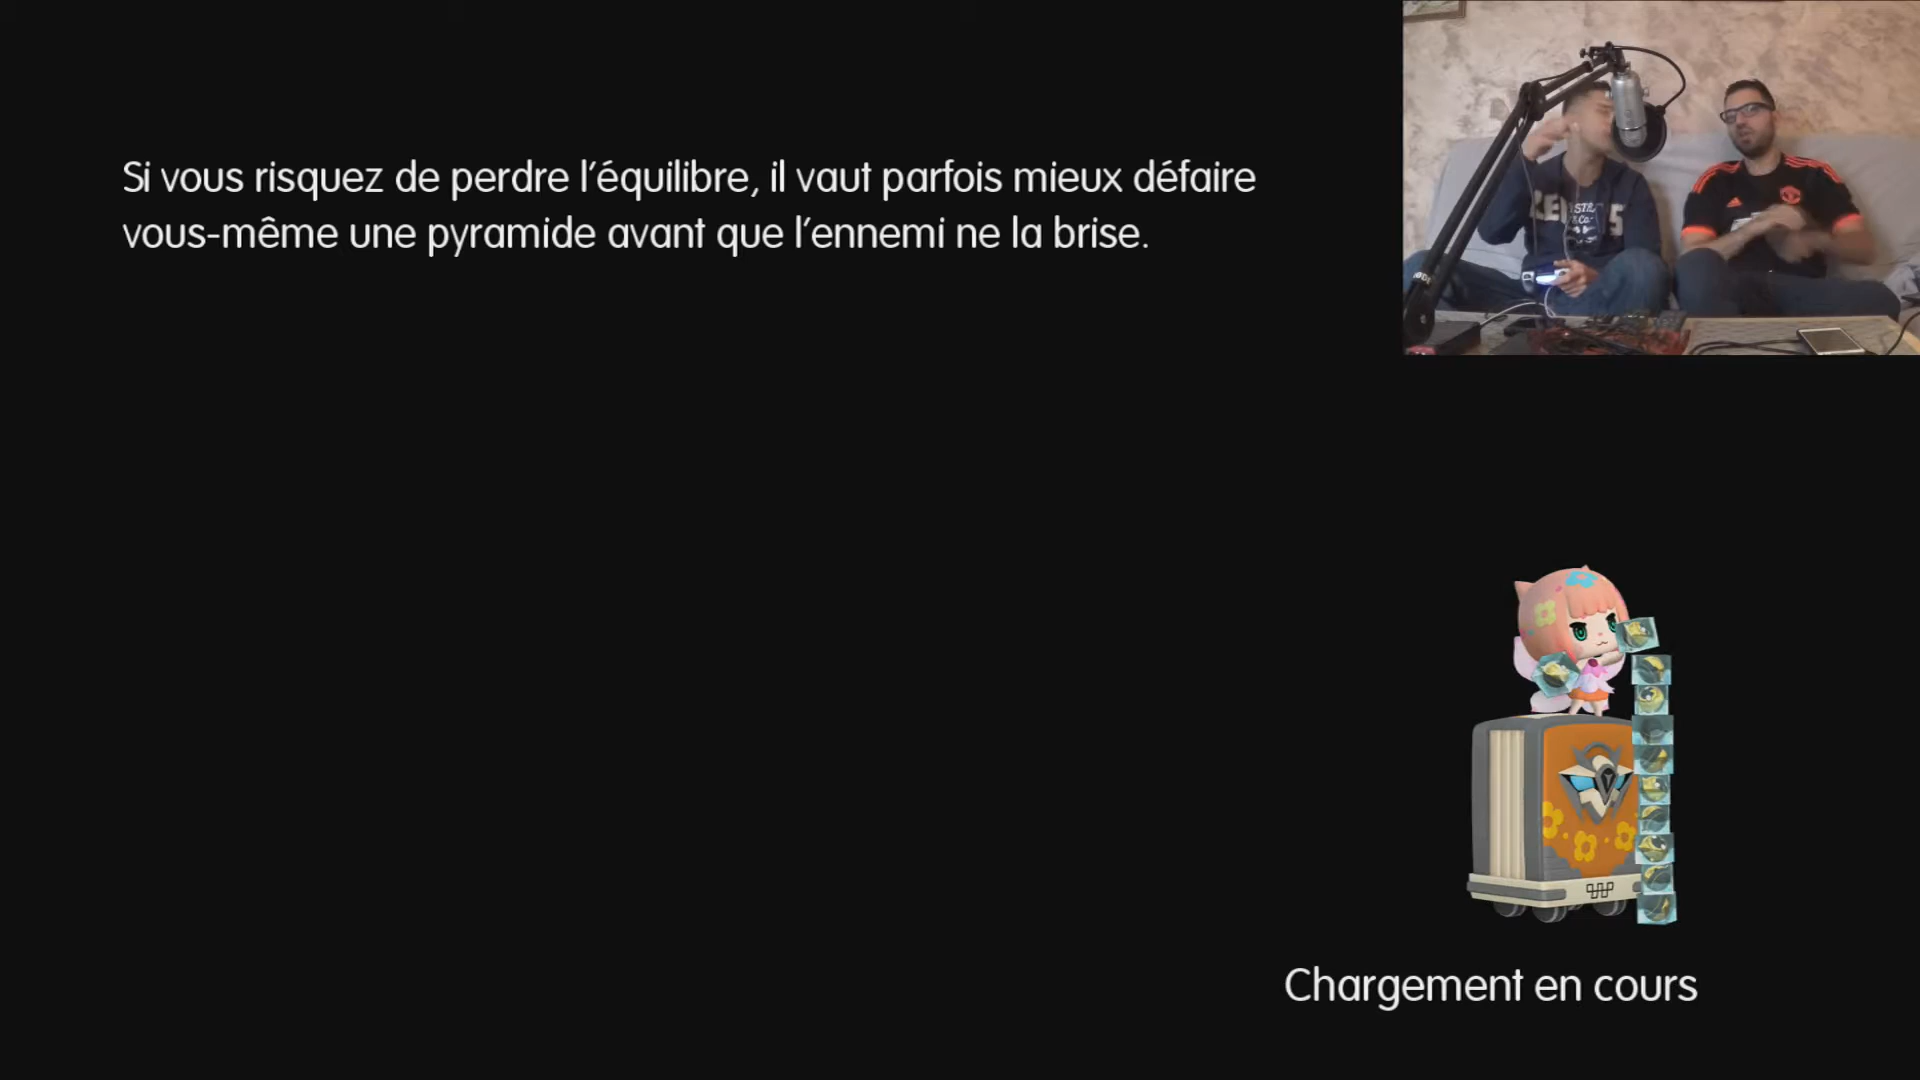 Si vous risquez de perdre l'équilibre, il vaut parfois mieux défaire
vous-même une pyramide avant que l'ennemi ne la brise.
Chargement en cours